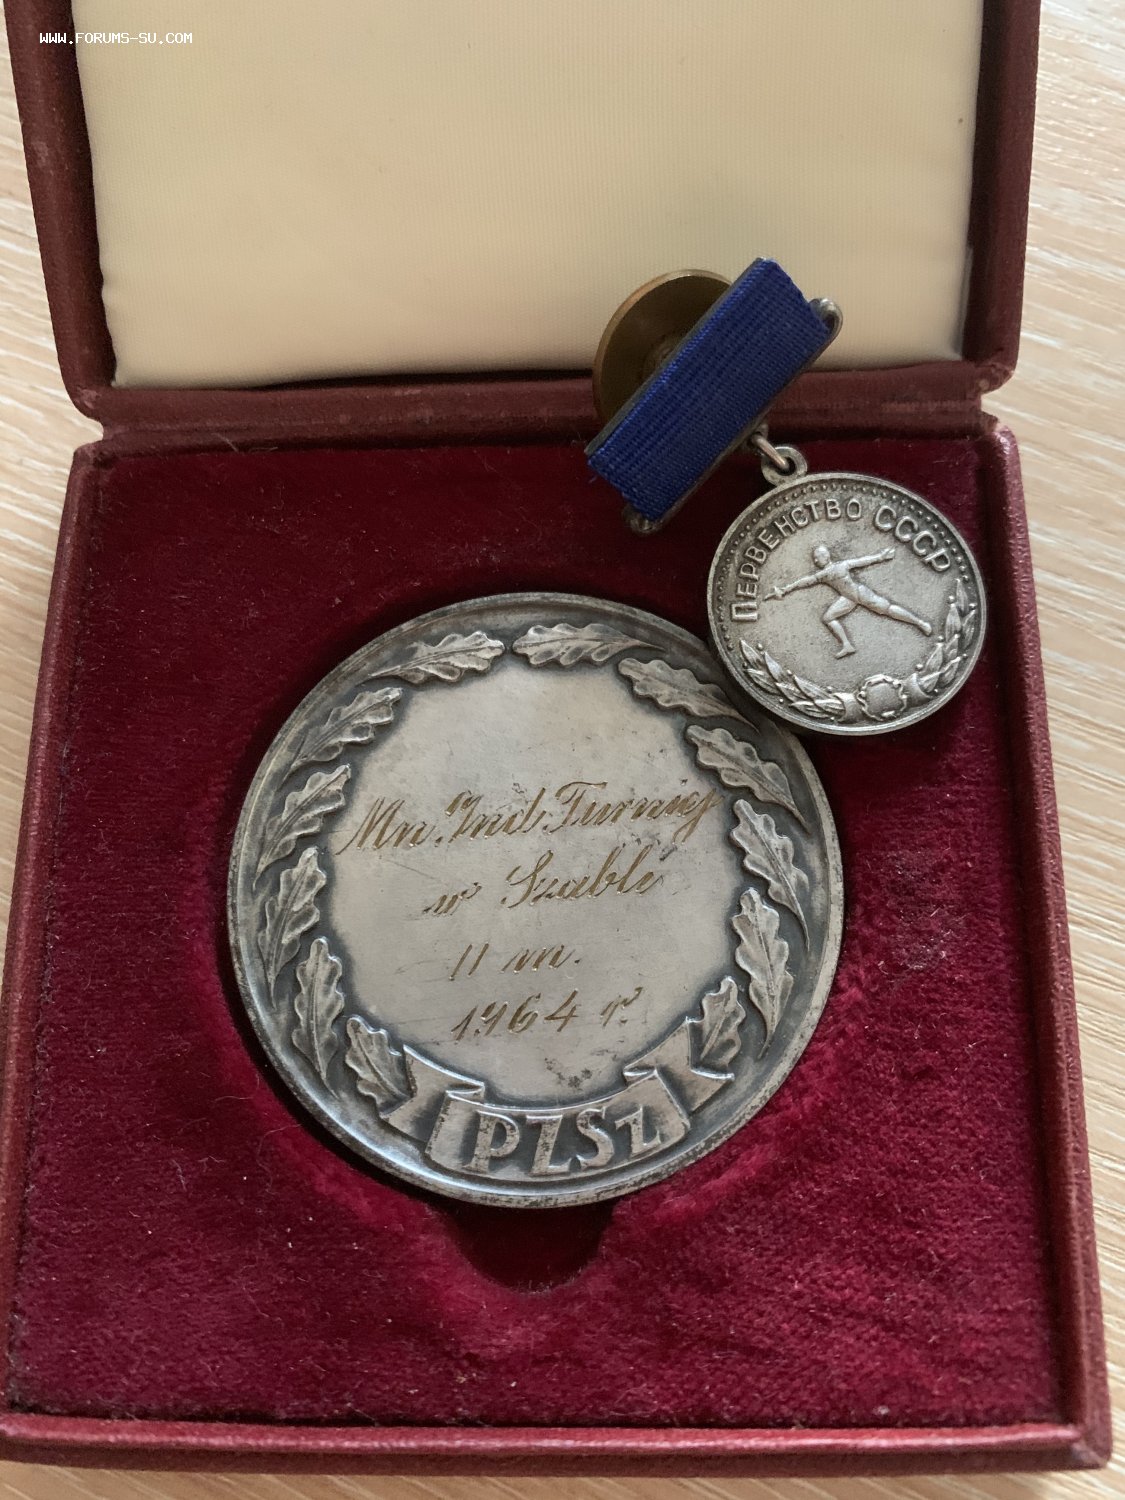 WWW.FORUMS-SU.COM
ПЕРВЕНСТВО СССР
Mn. Ind Turniej
w Szabli
II m.
1964 r.
PZSz